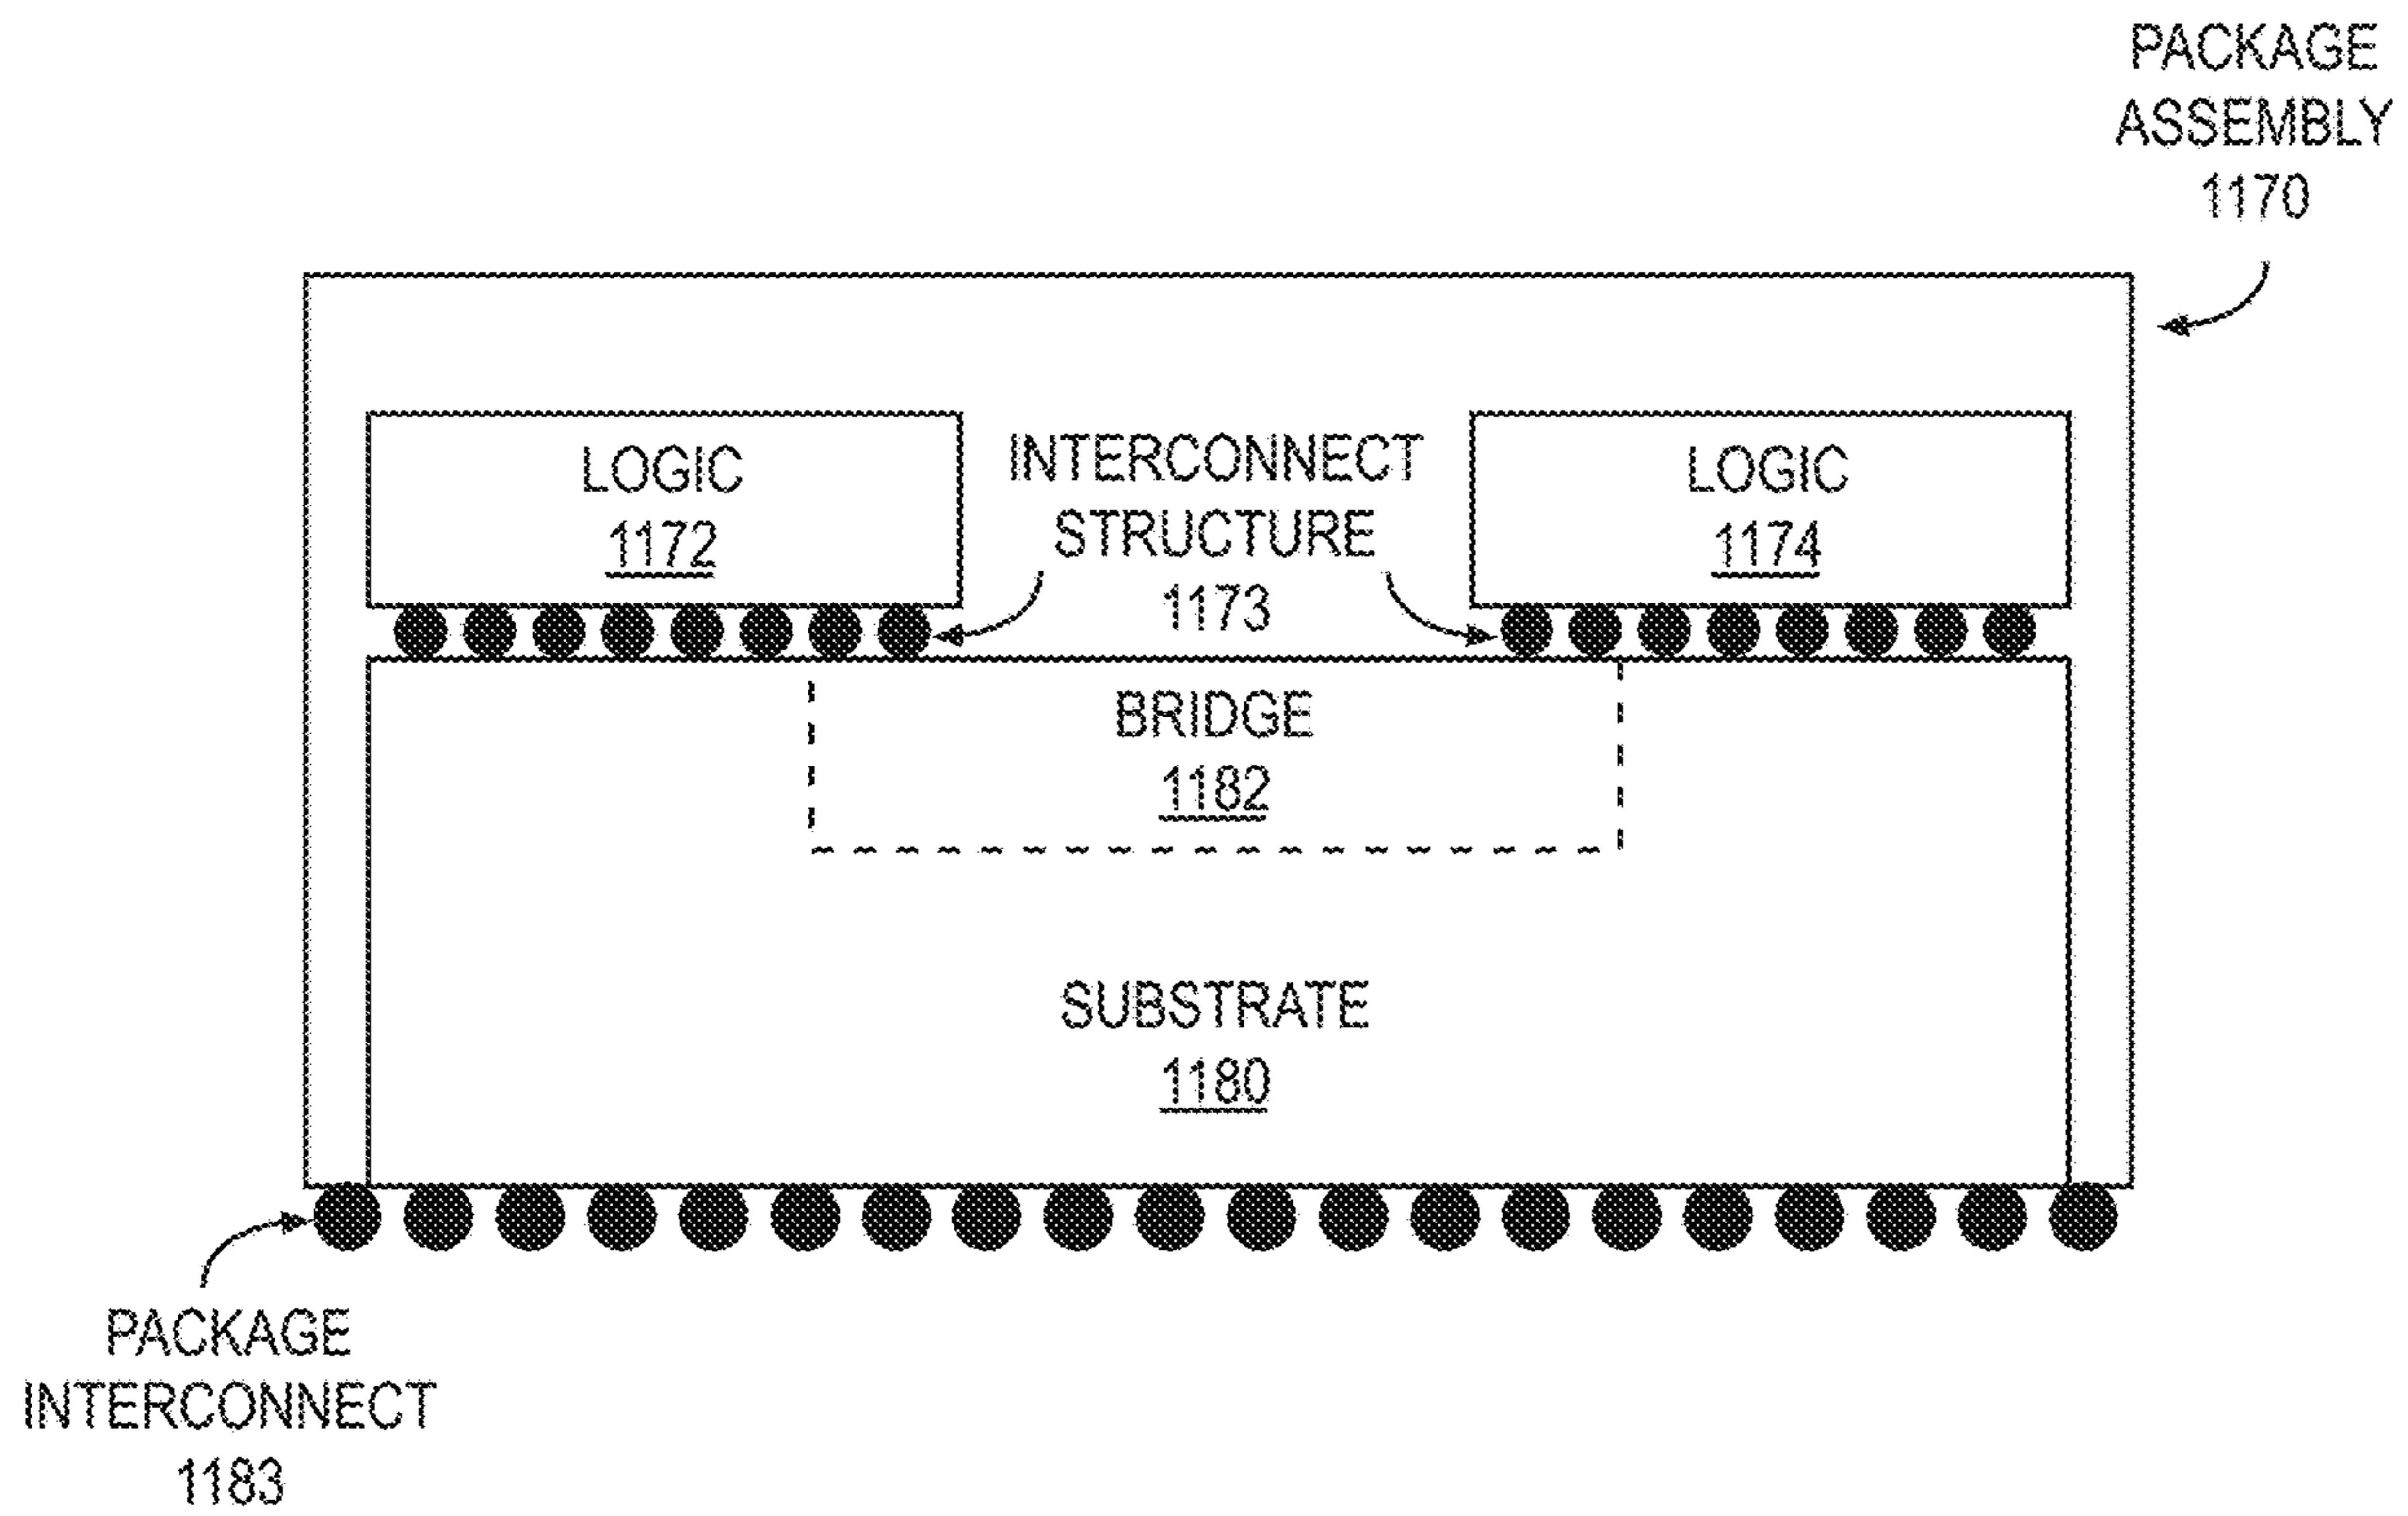 PACKAGE
ASSEMBLY
1170
LOGIC
1172
INTERCONNECT
STRUCTURE
1173
LOGIC
1174
BRIDGE
1182
SUBSTRATE
1180
PACKAGE
INTERCONNECT
1183